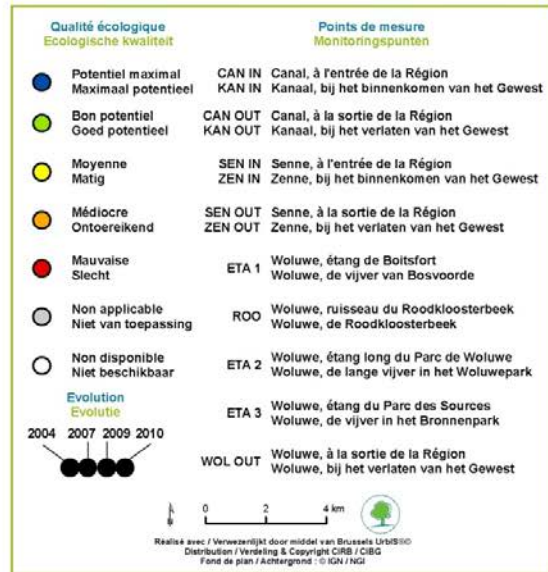 Qualité écologique
Ecologische kwaliteit
Potentiel maximal
Maximaal potentieel
Bon potentiel
Goed potentieel
Moyenne
Matig
Médiocre
Ontoereikend
Mauvaise
Slecht
Non applicable
Niet van toepassing
Non disponible
Niet beschikbaar
Evolution
Evolutie
2004 2007 2009 2010
Points de mesure
Monitoringspunten
CAN IN Canal, à l'entrée de la Région
KAN IN Kanaal, bij het binnenkomen van het Gewest
CAN OUT Canal, à la sortie de la Région
KAN OUT Kanaal, bij het verlaten van het Gewest
SEN IN Senne, à l'entrée de la Région
ZEN IN Zenne, bij het binnenkomen van het Gewest
SEN OUT Senne, à la sortie de la Région
ZEN OUT Zenne, bij het verlaten van het Gewest
ETA 1 Woluwe, étang de Boitsfort
Woluwe, de vijver van Bosvoorde
ROO Woluwe, ruisseau du Roodkloosterbeek
Woluwe, de Roodkloosterbeek
ETA 2 Woluwe, étang long du Parc de Woluwe
Woluwe, de lange vijver in het Woluwepark
ETA 3 Woluwe, étang du Parc des Sources
Woluwe, de vijver in het Bronnenpark
WOL OUT Woluwe, à la sortie de la Région
Woluwe, bij het verlaten van het Gewest
N
0 2 4 km
Réalisé avec / Verwezenlijkt door middel van Brussels UrbIS®©
Distribution / Verdeling & Copyright CIRB / CIBG
Fond de plan / Achtergrond : © IGN / NGI